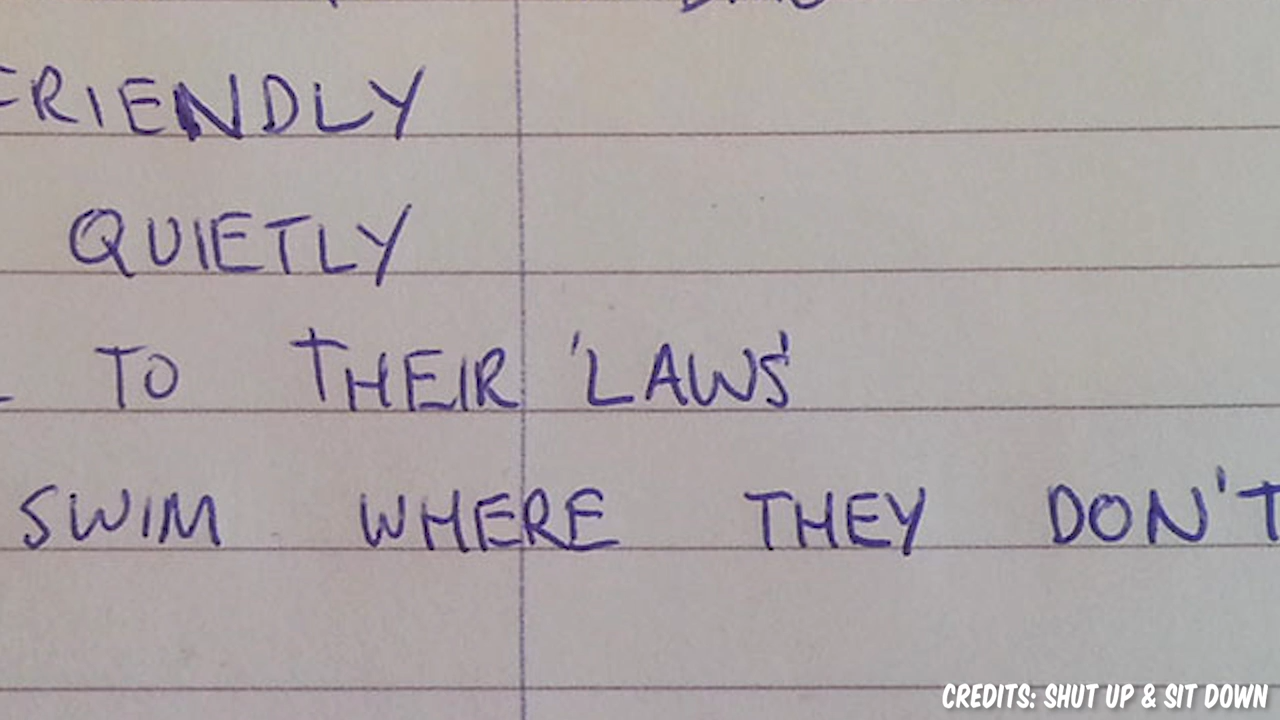 FRIENDLY
QUIETLY
TO THEIR 'LAWS'
SWIM WHERE THEY DON'T
CREDITS: SHUT UP & SIT DOWN